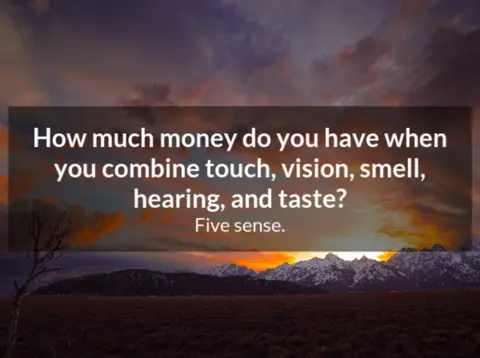 How much money do you have when
you combine touch, vision, smell,
hearing, and taste?
Five sense.